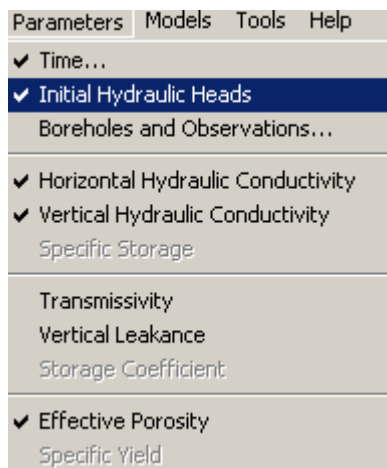 Parameters Models Tools Help
Time...
Initial Hydraulic Heads
Boreholes and Observations...
Horizontal Hydraulic Conductivity
Vertical Hydraulic Conductivity
Specific Storage
Transmissivity
Vertical Leakance
Storage Coefficient
Effective Porosity
Specific Yield